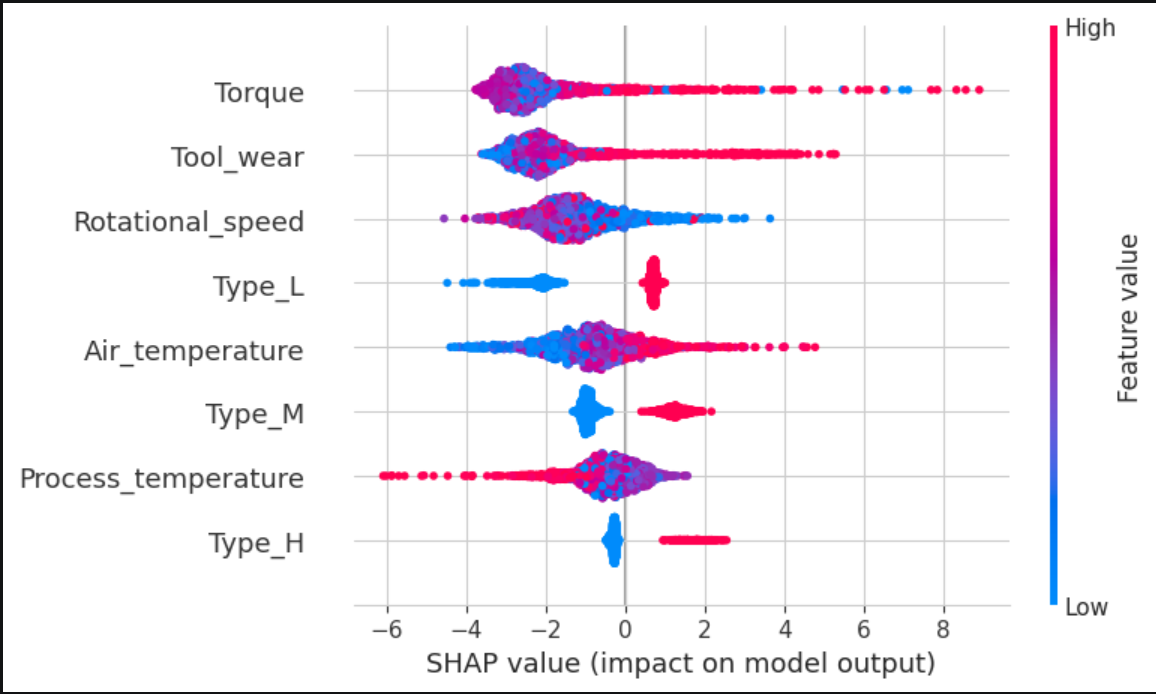 High
Torque
Tool_wear
Rotational_speed
Type_L
Air_temperature
Type_M
Process_temperature
Type_H
Feature value
Low
−6 −4 −2 0 2 4 6 8
SHAP value (impact on model output)